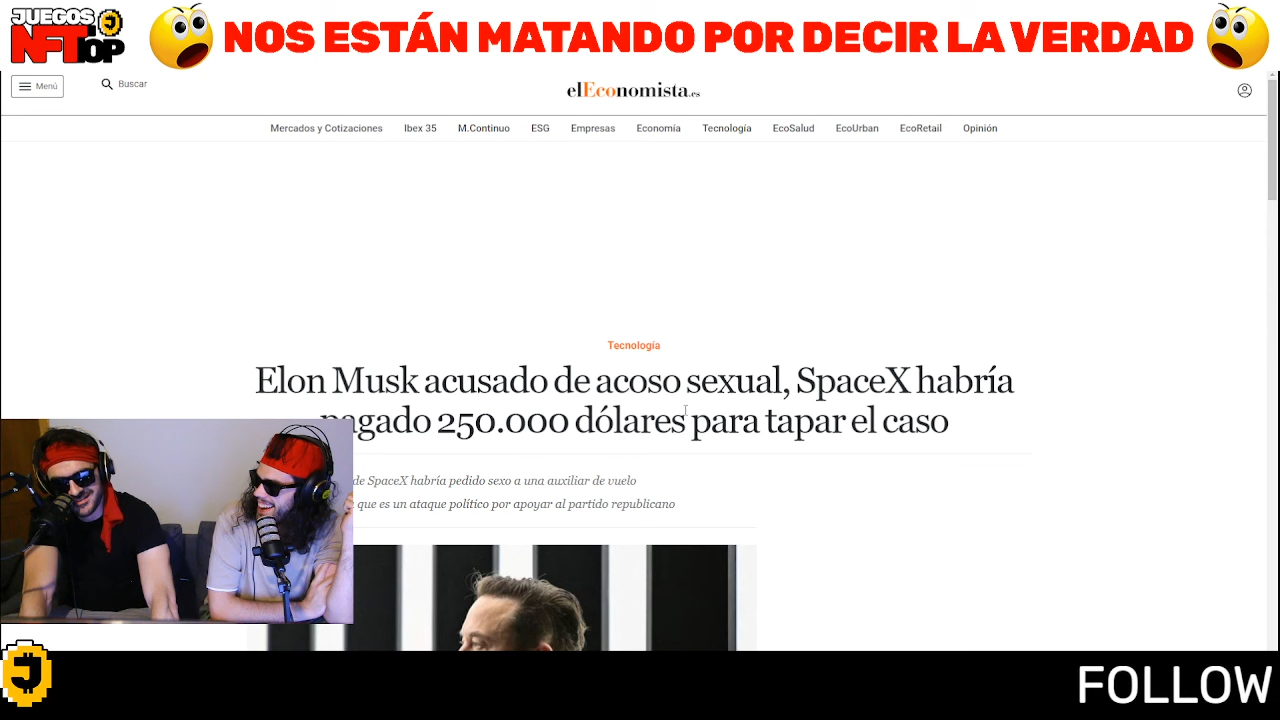 JUEGOS
NFT TOP
NOS ESTÁN MATANDO POR DECIR LA VERDAD
Menú
Buscar
elEconomista.es
Mercados y Cotizaciones Ibex 35 M.Continuo ESG Empresas Economía Tecnología EcoSalud EcoUrban EcoRetail Opinión
Tecnología
Elon Musk acusado de acoso sexual, SpaceX habría
pagado 250.000 dólares para tapar el caso
de SpaceX habría pedido sexo a una auxiliar de vuelo
que es un ataque político por apoyar al partido republicano
J
FOLLOW